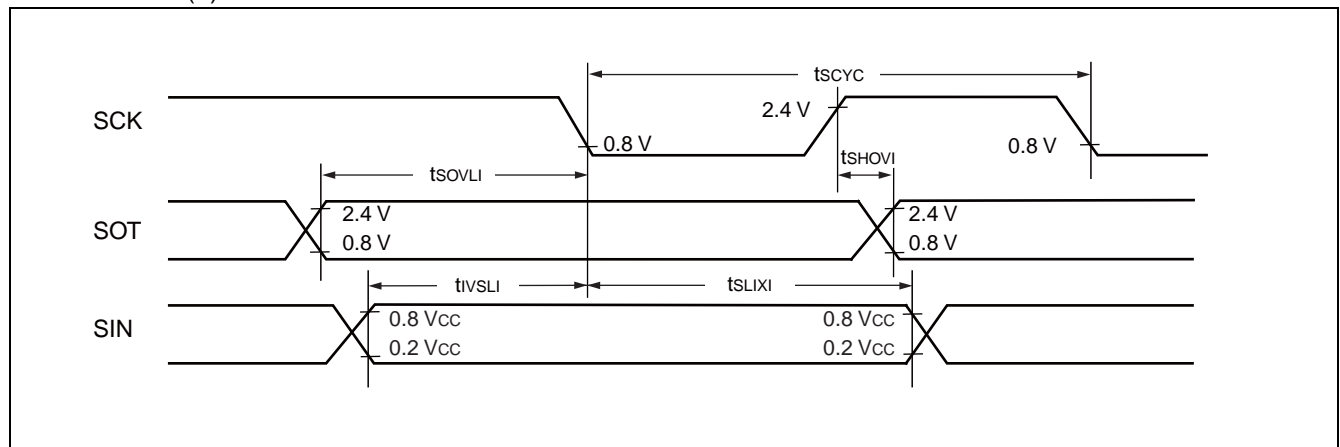 tSCYC
SCK
2.4 V
0.8 V
0.8 V
tSHOVI
tSOVLI
SOT
2.4 V
2.4 V
0.8 V
0.8 V
tIVSLI
tSLIXI
SIN
0.8 VCC
0.8 VCC
0.2 VCC
0.2 VCC